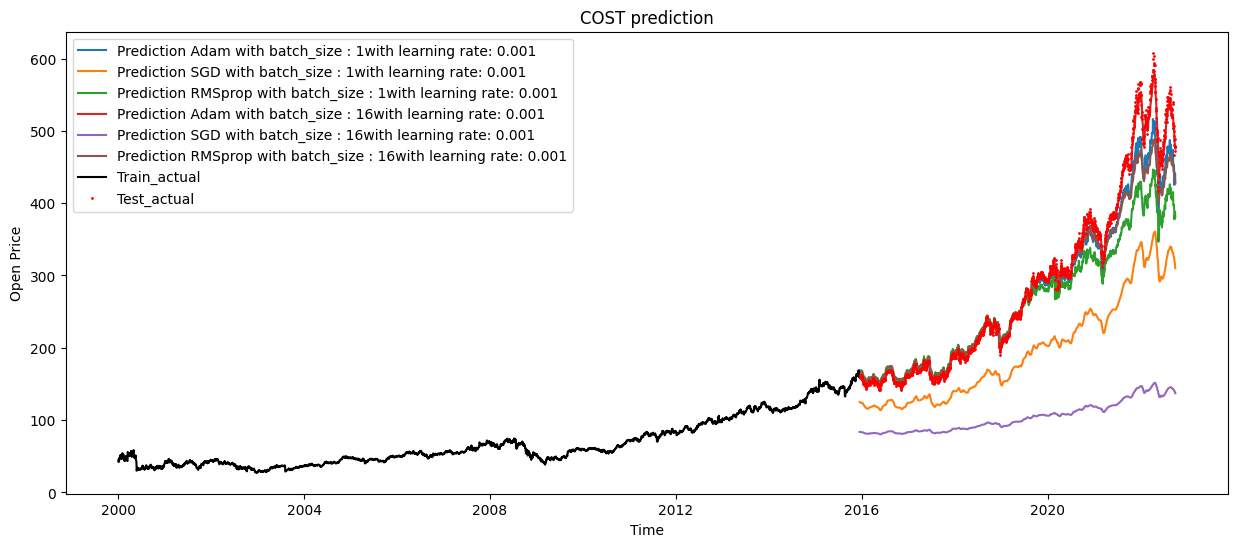 COST prediction
Prediction Adam with batch_size : 1with learning rate: 0.001
Prediction SGD with batch_size : 1with learning rate: 0.001
Prediction RMSprop with batch_size : 1with learning rate: 0.001
Prediction Adam with batch_size : 16with learning rate: 0.001
Prediction SGD with batch_size : 16with learning rate: 0.001
Prediction RMSprop with batch_size : 16with learning rate: 0.001
Train_actual
Test_actual
Open Price
600
500
400
300
200
100
0
2000 2004 2008 2012 2016 2020
Time